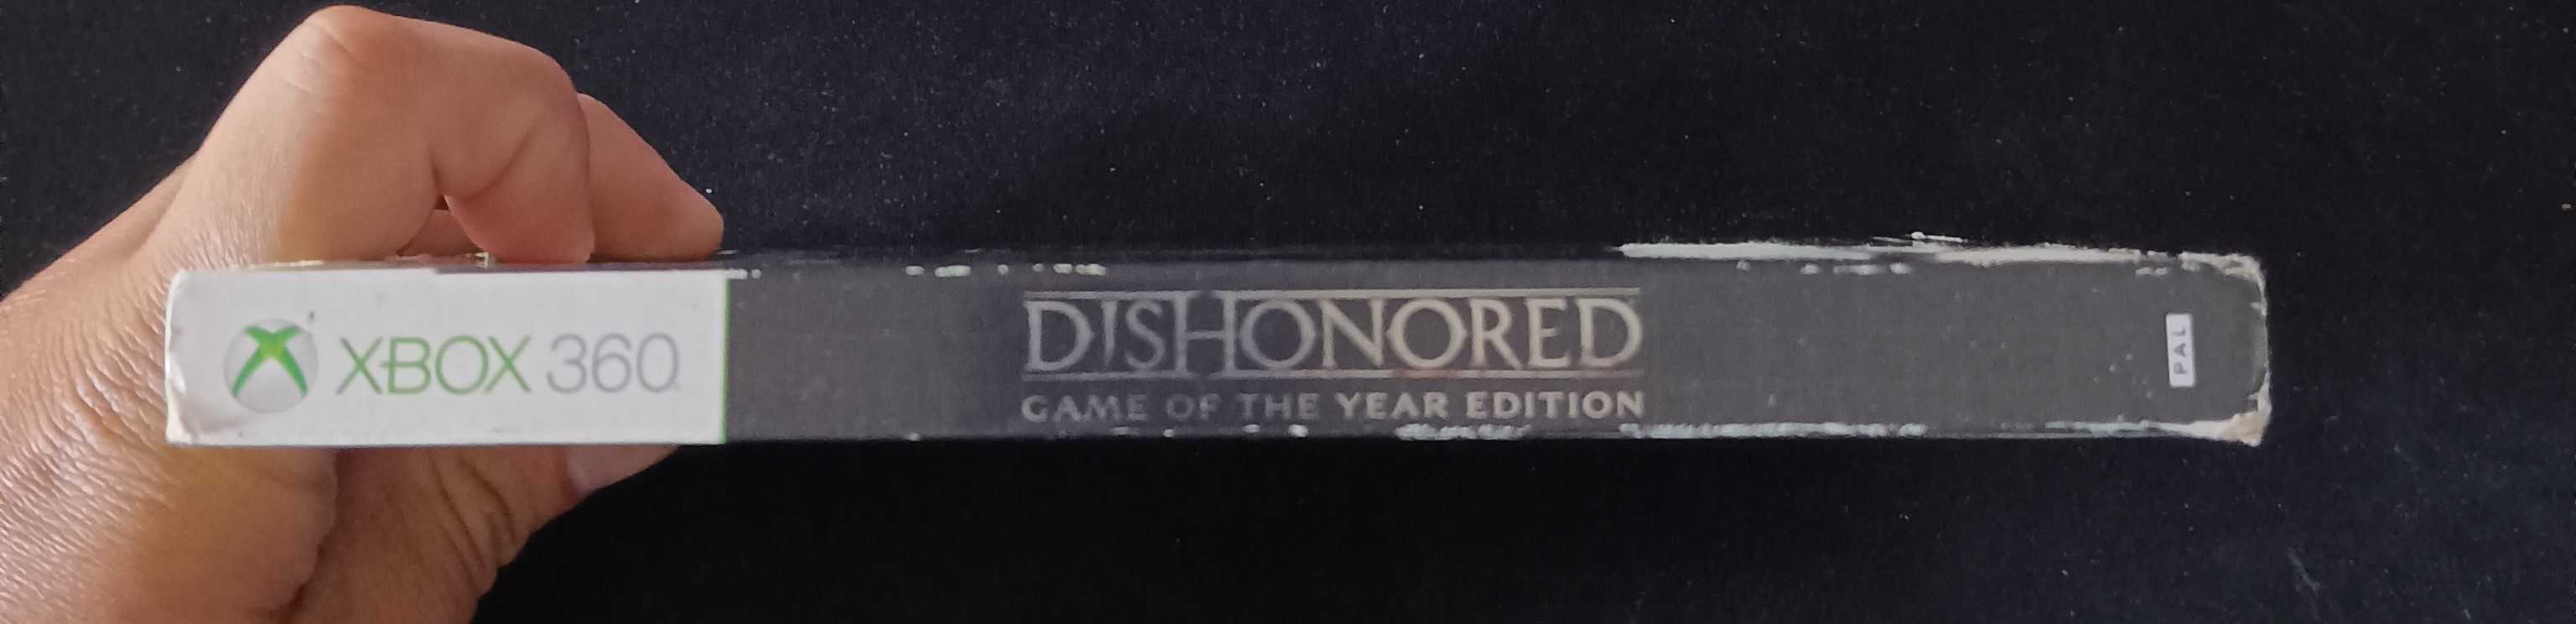 XBOX 360
DISHONORED
GAME OF THE YEAR EDITION
PAL